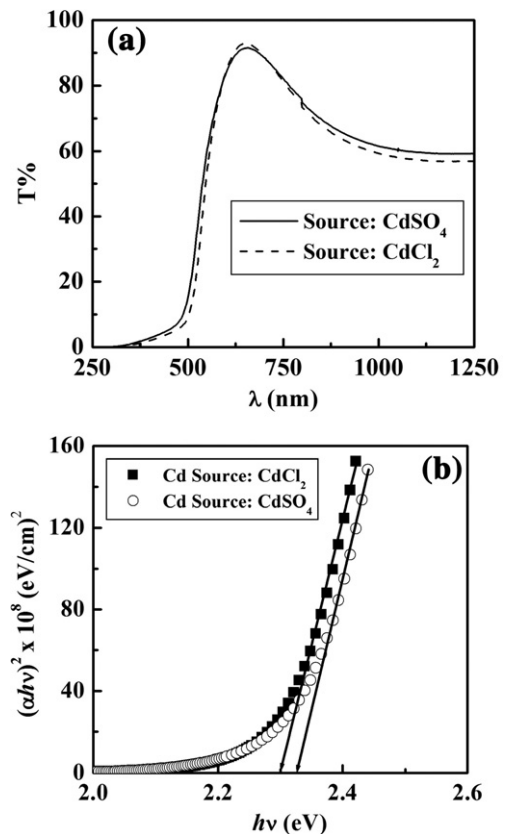 (a)
100
80
60
40
20
0
T%
Source: CdSO₄
Source: CdCl₂
250 500 750 1000 1250
λ (nm)
(b)
160
120
80
40
0
(αhν)² x 10⁸ (eV/cm)²
Cd Source: CdCl₂
Cd Source: CdSO₄
2.0 2.2 2.4 2.6
hν (eV)